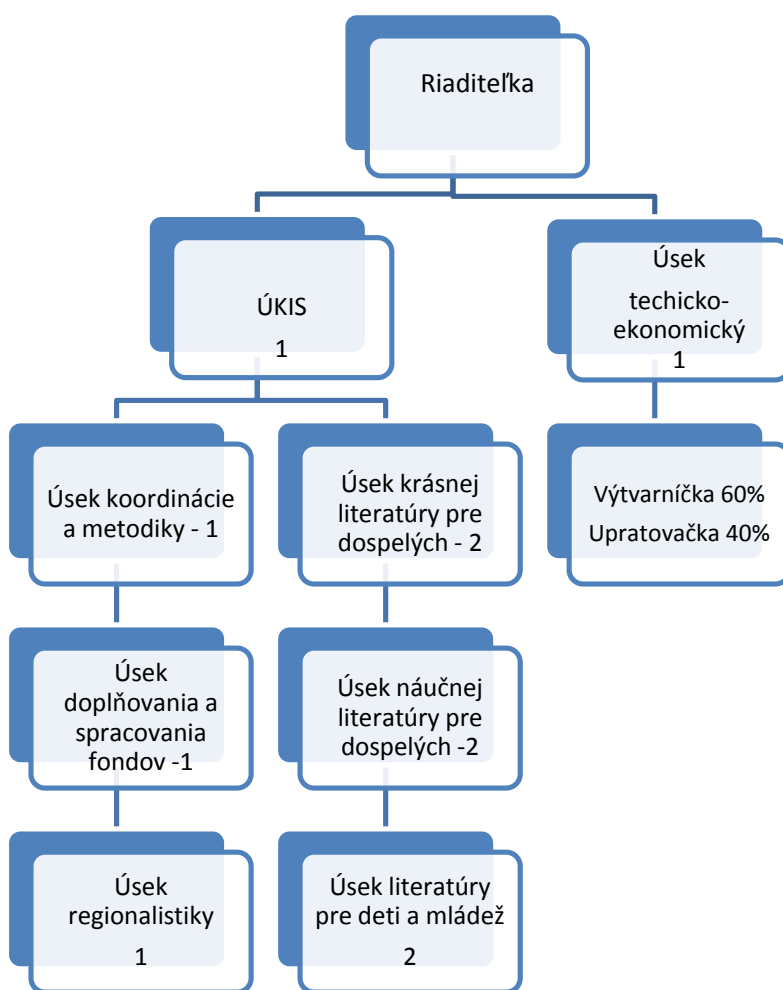 Riaditeľka
ÚKIS
1
Úsek
techicko-
ekonomický
1
Úsek koordinácie
a metodiky - 1
Úsek krásnej
literatúry pre
dospelých - 2
Výtvarníčka 60%
Upratovačka 40%
Úsek
doplňovania a
spracovania
fondov -1
Úsek náučnej
literatúry pre
dospelých -2
Úsek
regionalistiky
1
Úsek literatúry
pre deti a mládež
2